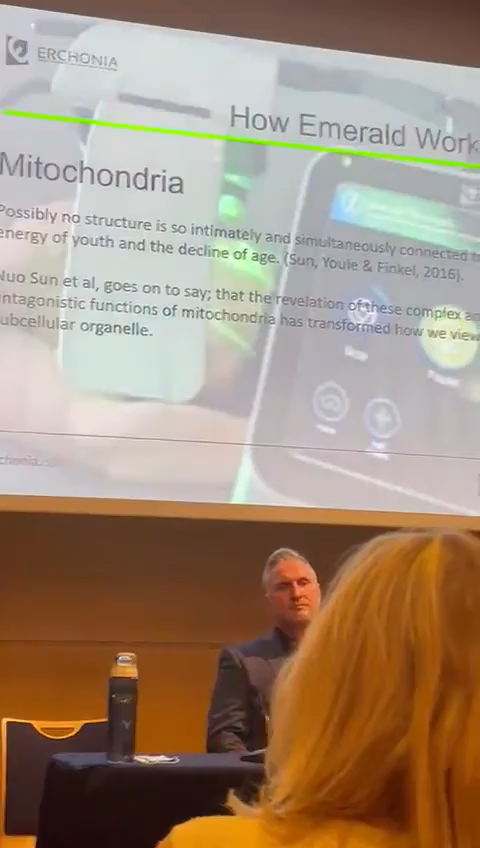 ERCHONIA
How Emerald Work
Mitochondria
Possibly no structure is so intimately and simultaneously connected
energy of youth and the decline of age. (Sun, Youle & Finkel, 2016).
Nuo Sun et al, goes on to say; that the revelation of these complex
antagonistic functions of mitochondria has transformed how we view
subcellular organelle.